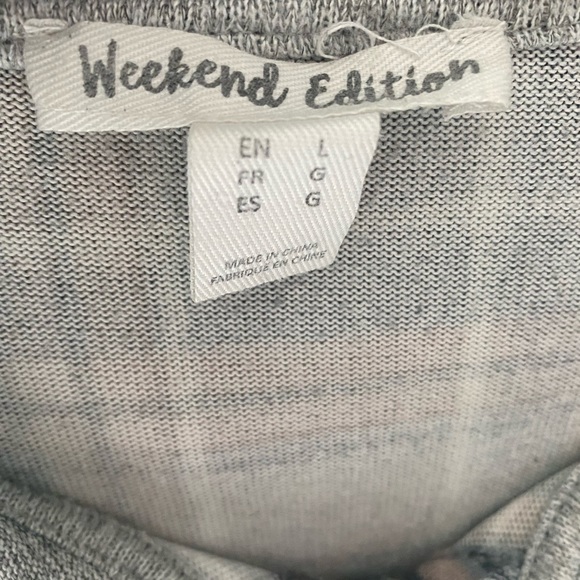 Weekend Edition
EN L
FR G
ES G
MADE IN CHINA
FABRIQUE EN CHINE